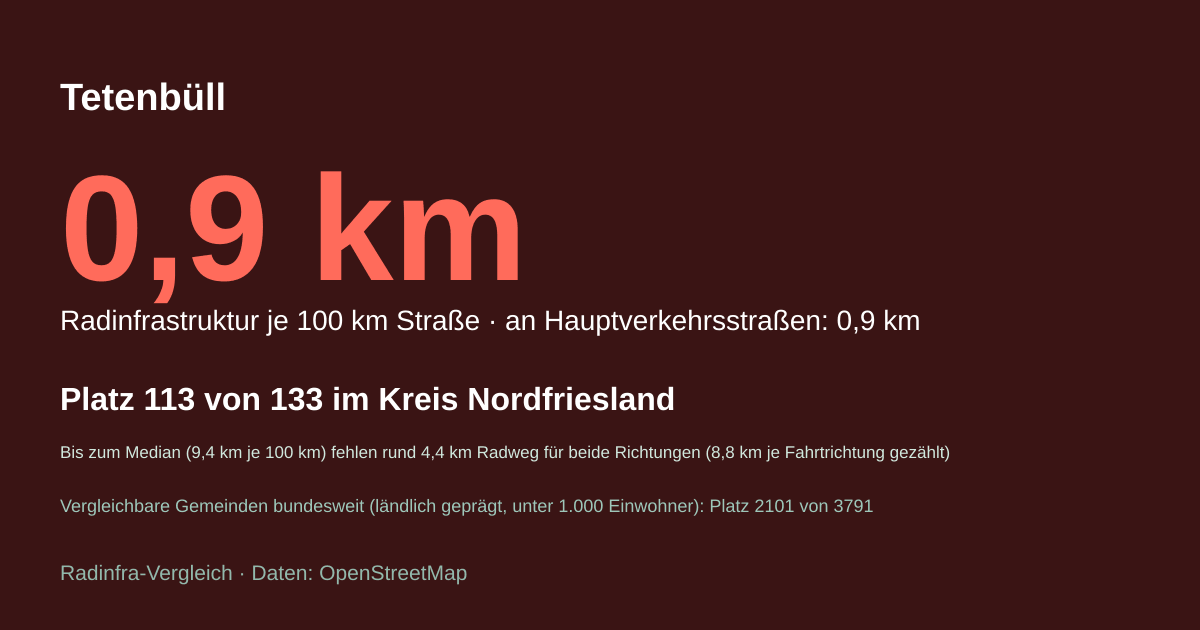 Tetenbüll
0,9 km
Radinfrastruktur je 100 km Straße · an Hauptverkehrsstraßen: 0,9 km
Platz 113 von 133 im Kreis Nordfriesland
Bis zum Median (9,4 km je 100 km) fehlen rund 4,4 km Radweg für beide Richtungen (8,8 km je Fahrtrichtung gezählt)
Vergleichbare Gemeinden bundesweit (ländlich geprägt, unter 1.000 Einwohner): Platz 2101 von 3791
Radinfra-Vergleich · Daten: OpenStreetMap